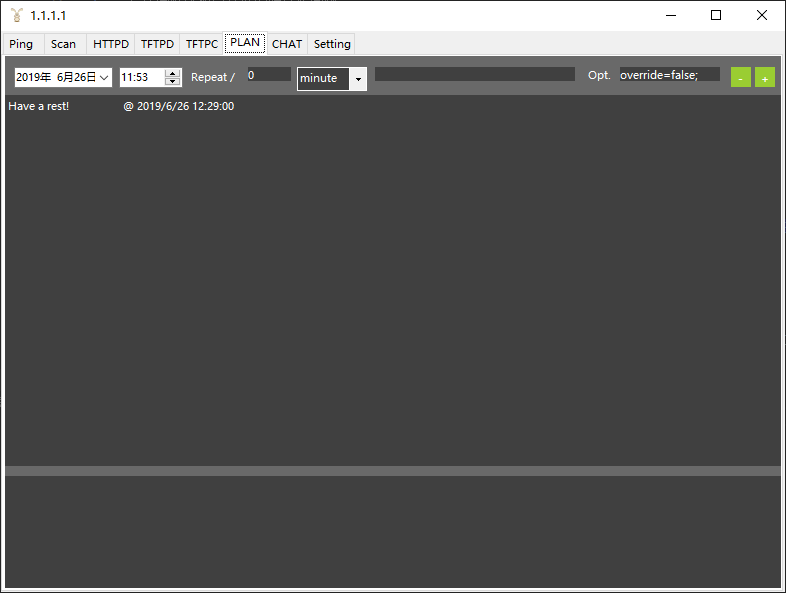 1.1.1.1
Ping Scan HTTPD TFTPD TFTPC PLAN CHAT Setting
2019年 6月26日 11:53 Repeat / 0 minute Opt. override=false; - +
Have a rest! @ 2019/6/26 12:29:00